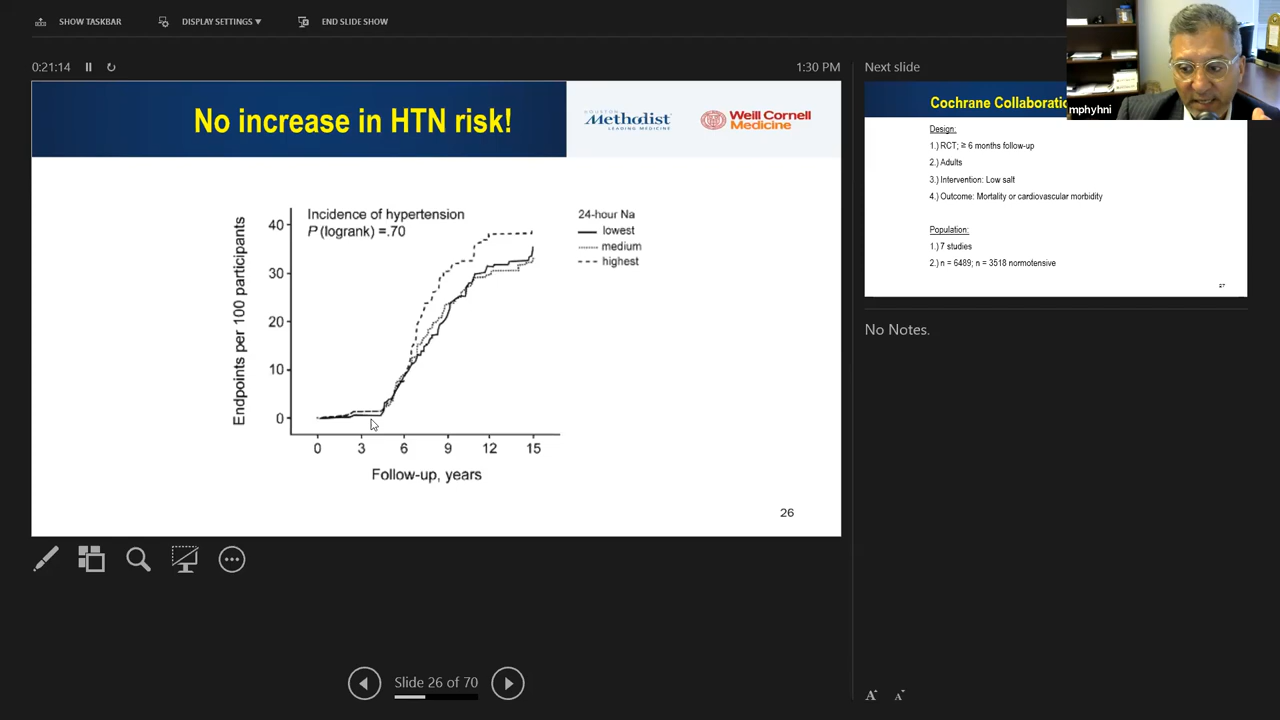 SHOW TASKBAR
DISPLAY SETTINGS ▼
END SLIDE SHOW
0:21:14
1:30 PM
No increase in HTN risk!
HOUSTON
Methodist
LEADING MEDICINE
Weill Cornell
Medicine
Incidence of hypertension
P (logrank) =.70
24-hour Na
lowest
medium
highest
Endpoints per 100 participants
40
30
20
10
0
0 3 6 9 12 15
Follow-up, years
26
Slide 26 of 70
Next slide
mphyhni
Cochrane Collaboratio
Design:
1.) RCT; ≥ 6 months follow-up
2.) Adults
3.) Intervention: Low salt
4.) Outcome: Mortality or cardiovascular morbidity
Population:
1.) 7 studies
2.) n = 6489; n = 3518 normotensive
27
No Notes.
A A